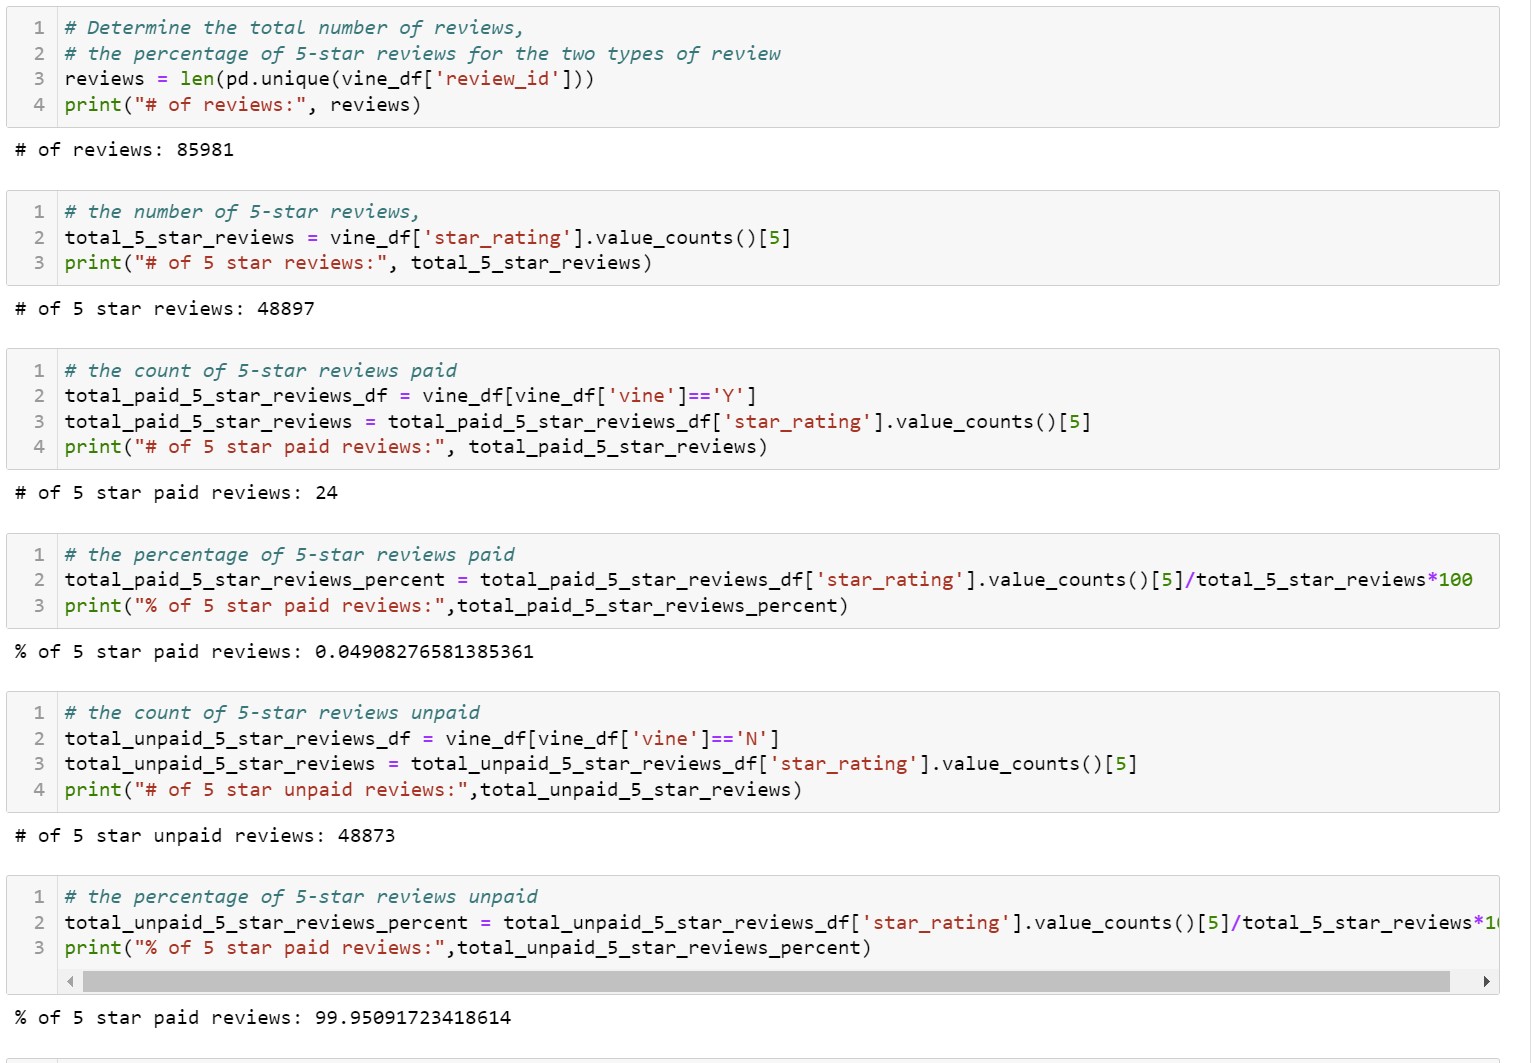 1 # Determine the total number of reviews,
2 # the percentage of 5-star reviews for the two types of review
3 reviews = len(pd.unique(vine_df['review_id']))
4 print("# of reviews:", reviews)
# of reviews: 85981
1 # the number of 5-star reviews,
2 total_5_star_reviews = vine_df['star_rating'].value_counts()[5]
3 print("# of 5 star reviews:", total_5_star_reviews)
# of 5 star reviews: 48897
1 # the count of 5-star reviews paid
2 total_paid_5_star_reviews_df = vine_df[vine_df['vine']=='Y']
3 total_paid_5_star_reviews = total_paid_5_star_reviews_df['star_rating'].value_counts()[5]
4 print("# of 5 star paid reviews:", total_paid_5_star_reviews)
# of 5 star paid reviews: 24
1 # the percentage of 5-star reviews paid
2 total_paid_5_star_reviews_percent = total_paid_5_star_reviews_df['star_rating'].value_counts()[5]/total_5_star_reviews*100
3 print("% of 5 star paid reviews:",total_paid_5_star_reviews_percent)
% of 5 star paid reviews: 0.04908276581385361
1 # the count of 5-star reviews unpaid
2 total_unpaid_5_star_reviews_df = vine_df[vine_df['vine']=='N']
3 total_unpaid_5_star_reviews = total_unpaid_5_star_reviews_df['star_rating'].value_counts()[5]
4 print("# of 5 star unpaid reviews:",total_unpaid_5_star_reviews)
# of 5 star unpaid reviews: 48873
1 # the percentage of 5-star reviews unpaid
2 total_unpaid_5_star_reviews_percent = total_unpaid_5_star_reviews_df['star_rating'].value_counts()[5]/total_5_star_reviews*1
3 print("% of 5 star paid reviews:",total_unpaid_5_star_reviews_percent)
% of 5 star paid reviews: 99.95091723418614